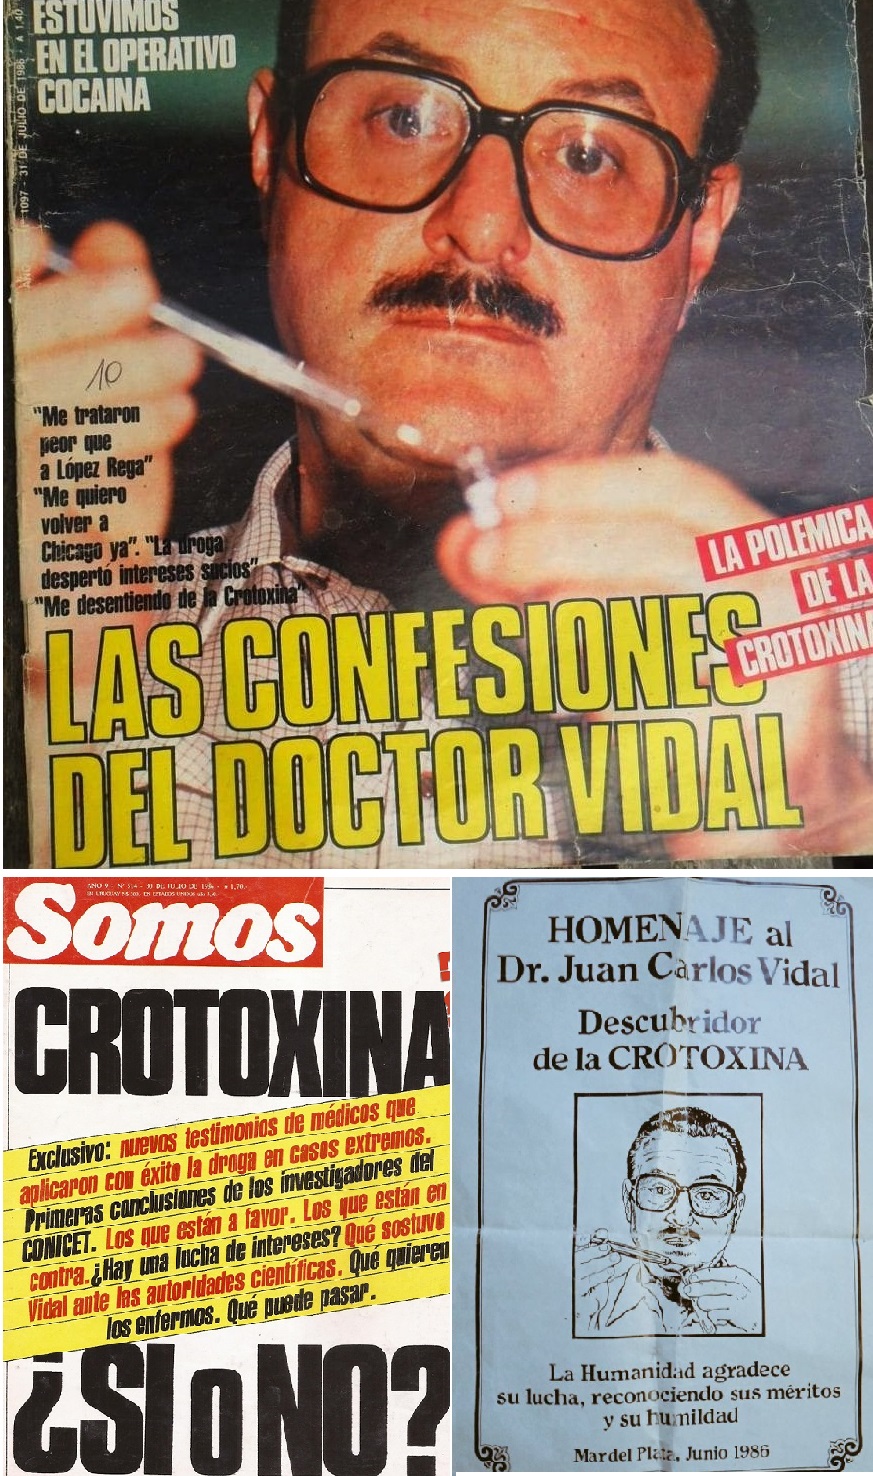 ESTUVIMOS
EN EL OPERATIVO
COCAINA
1097 - 31 DE JULIO DE 1986 - A 1,40
10
"Me trataron
peor que
a López Rega"
"Me quiero
volver a
Chicago ya". "La droga
despertó intereses sucios"
"Me desentiendo de la Crotoxina"
LA POLEMICA
DE LA
CROTOXINA
LAS CONFESIONES
DEL DOCTOR VIDAL
Somos
CROTOXINA
Exclusivo: nuevos testimonios de médicos que
aplicaron con éxito la droga en casos extremos.
Primeras conclusiones de los investigadores del
CONICET. Los que están a favor. Los que están en
contra. ¿Hay una lucha de intereses? Qué sostuvo
Vidal ante las autoridades científicas. Qué quieren
los enfermos. Qué puede pasar.
¿SI o NO?
HOMENAJE al
Dr. Juan Carlos Vidal
Descubridor
de la CROTOXINA
La Humanidad agradece
su lucha, reconociendo sus méritos
y su humildad
Mar del Plata, Junio 1986